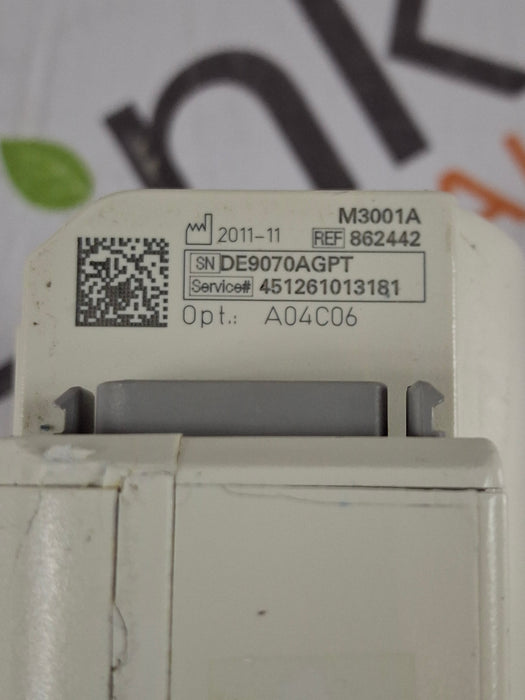 M3001A
2011-11 REF 862442
SN DE9070AGPT
Service# 451261013181
Opt.: A04C06